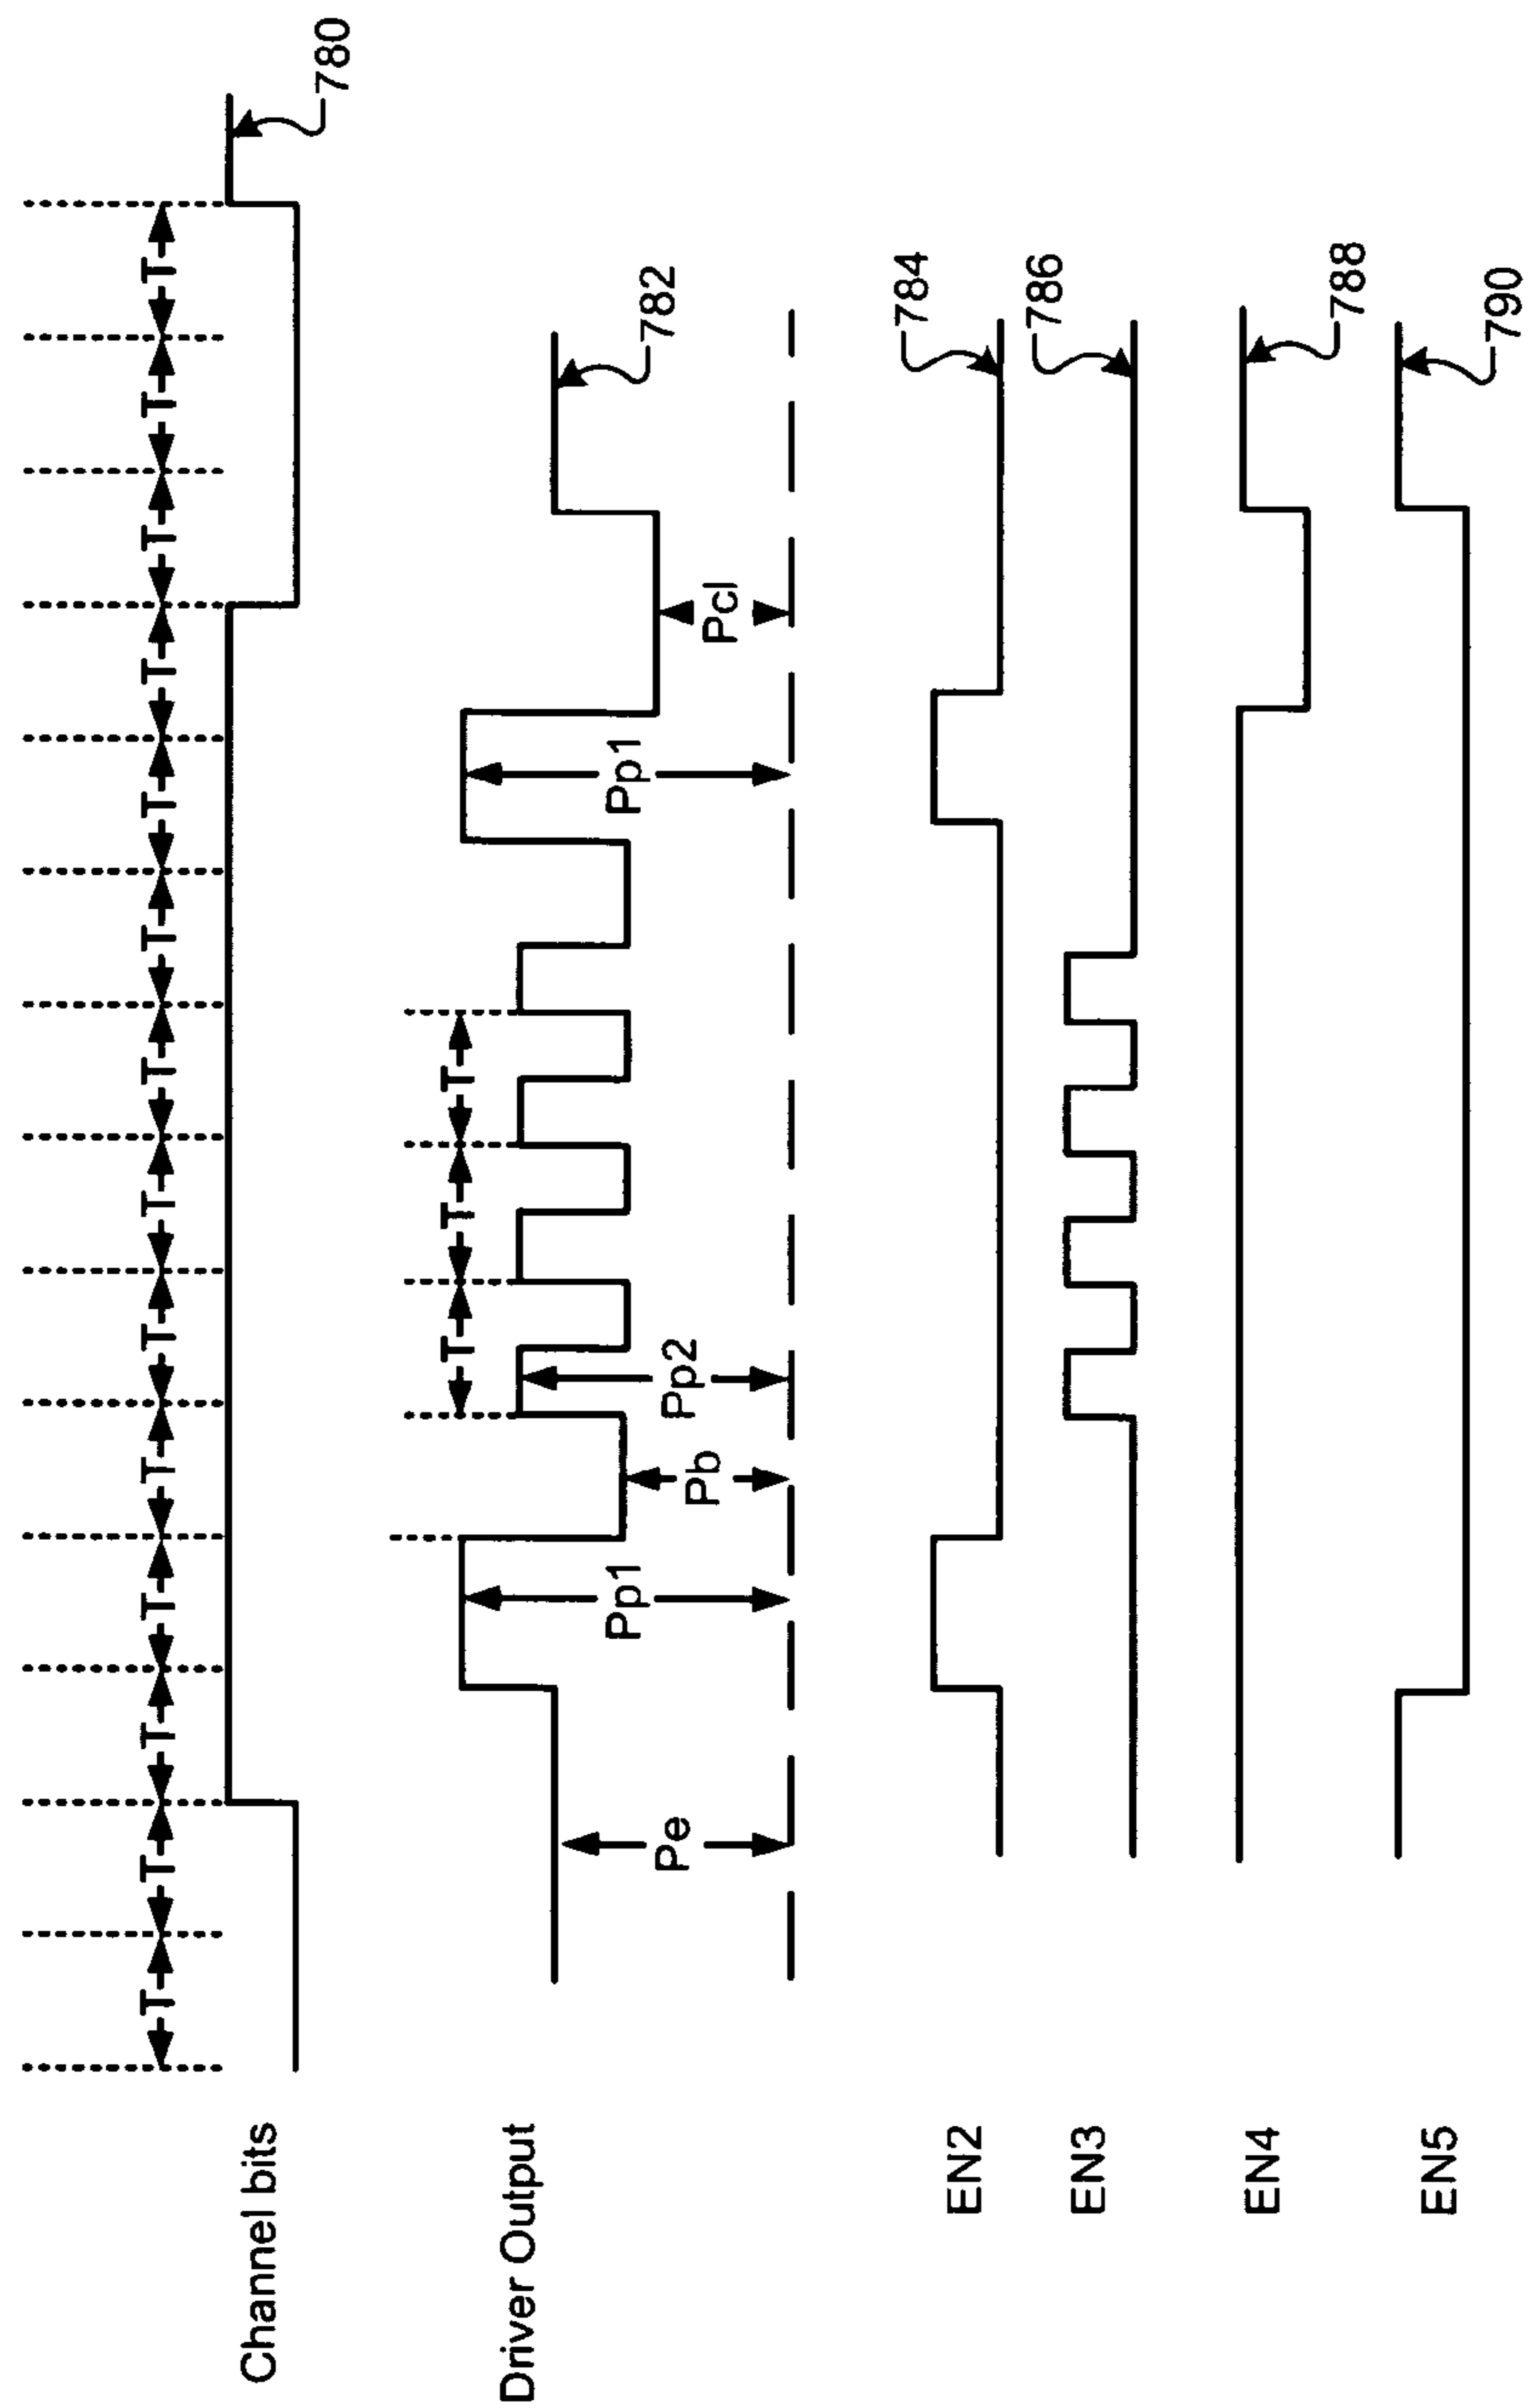 T T T T T T T T T T T T T T
Channel bits
780
T T T
Driver Output
Pe
Pp1
Pb
Pp2
Pp1
Pcl
782
EN2
784
EN3
786
EN4
788
EN5
790